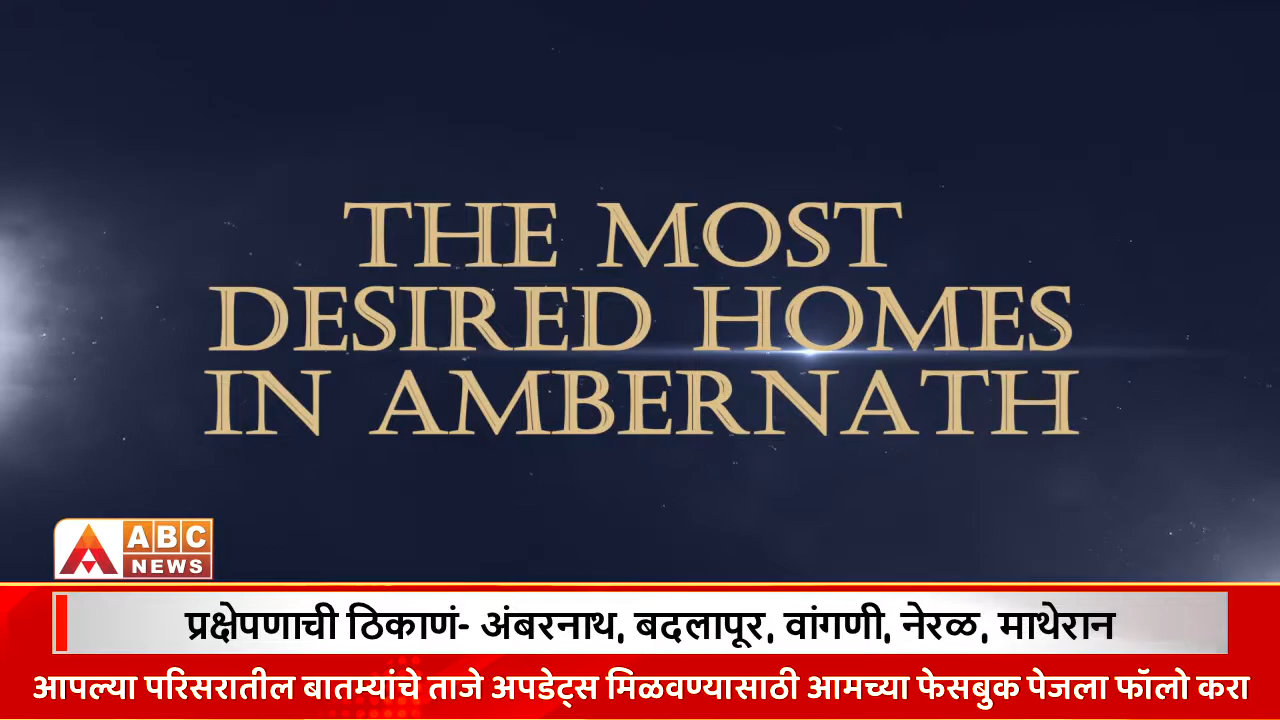 THE MOST
DESIRED HOMES
IN AMBERNATH
ABC
NEWS
प्रक्षेपणाची ठिकाणं- अंबरनाथ, बदलापूर, वांगणी, नेरळ, माथेरान
आपल्या परिसरातील बातम्यांचे ताजे अपडेट्स मिळवण्यासाठी आमच्या फेसबुक पेजला फॉलो करा